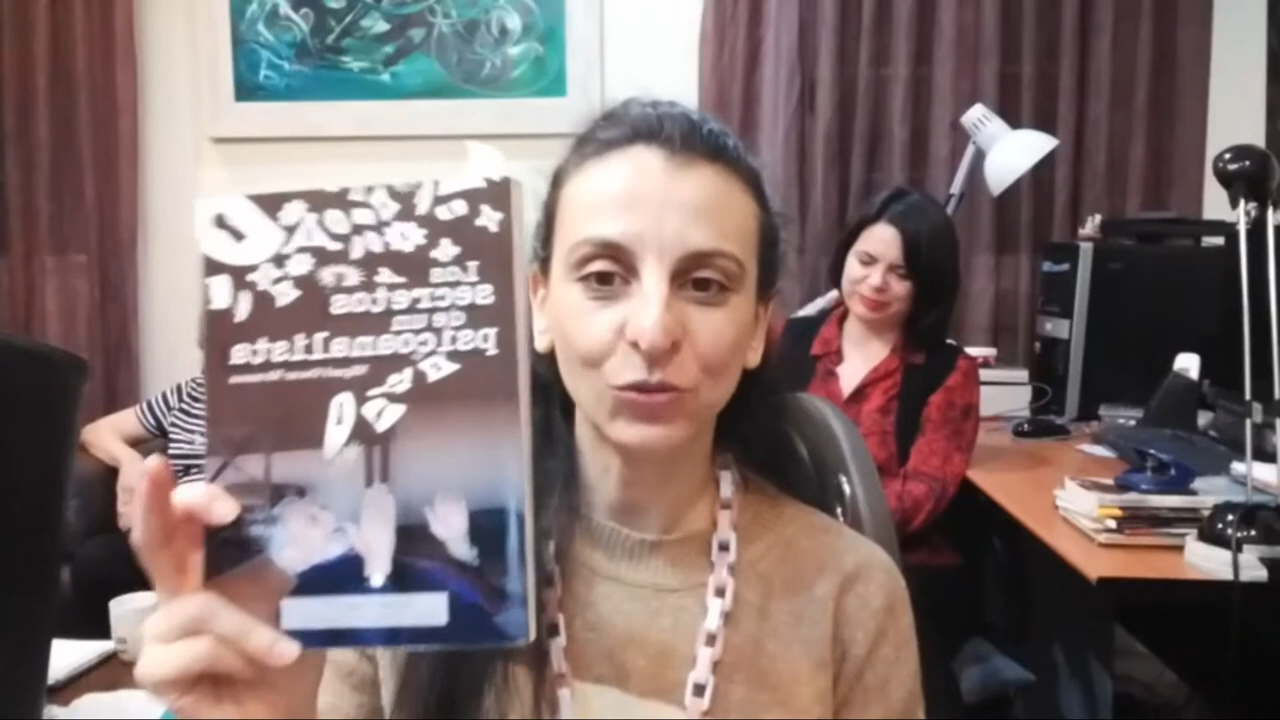 Los
secretos
de un
psicoanalista